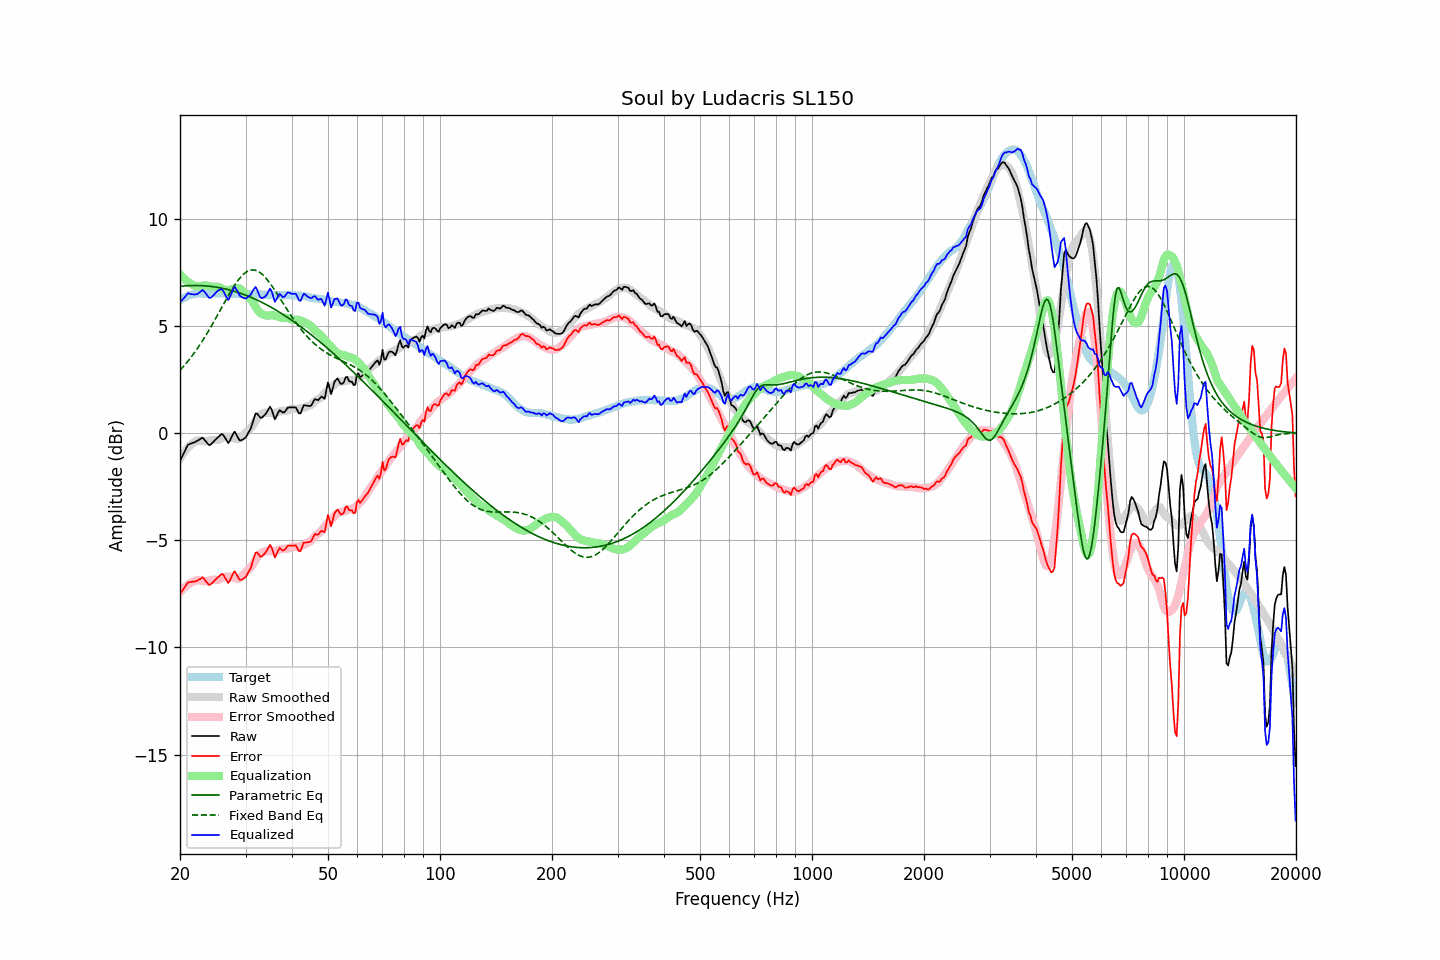 Soul by Ludacris SL150
Amplitude (dBr)
10
5
0
−5
−10
−15
Target
Raw Smoothed
Error Smoothed
Raw
Error
Equalization
Parametric Eq
Fixed Band Eq
Equalized
20 50 100 200 500 1000 2000 5000 10000 20000
Frequency (Hz)